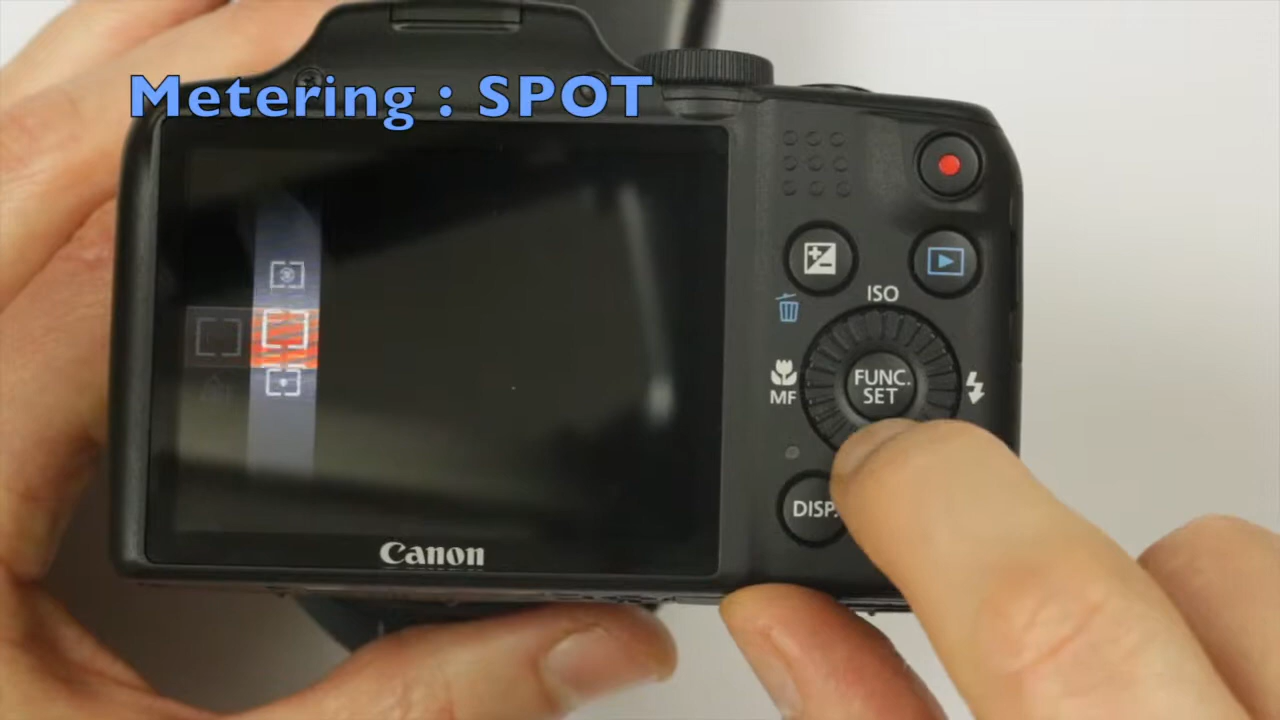 Metering : SPOT
ISO
MF
FUNC.
SET
DISP.
Canon